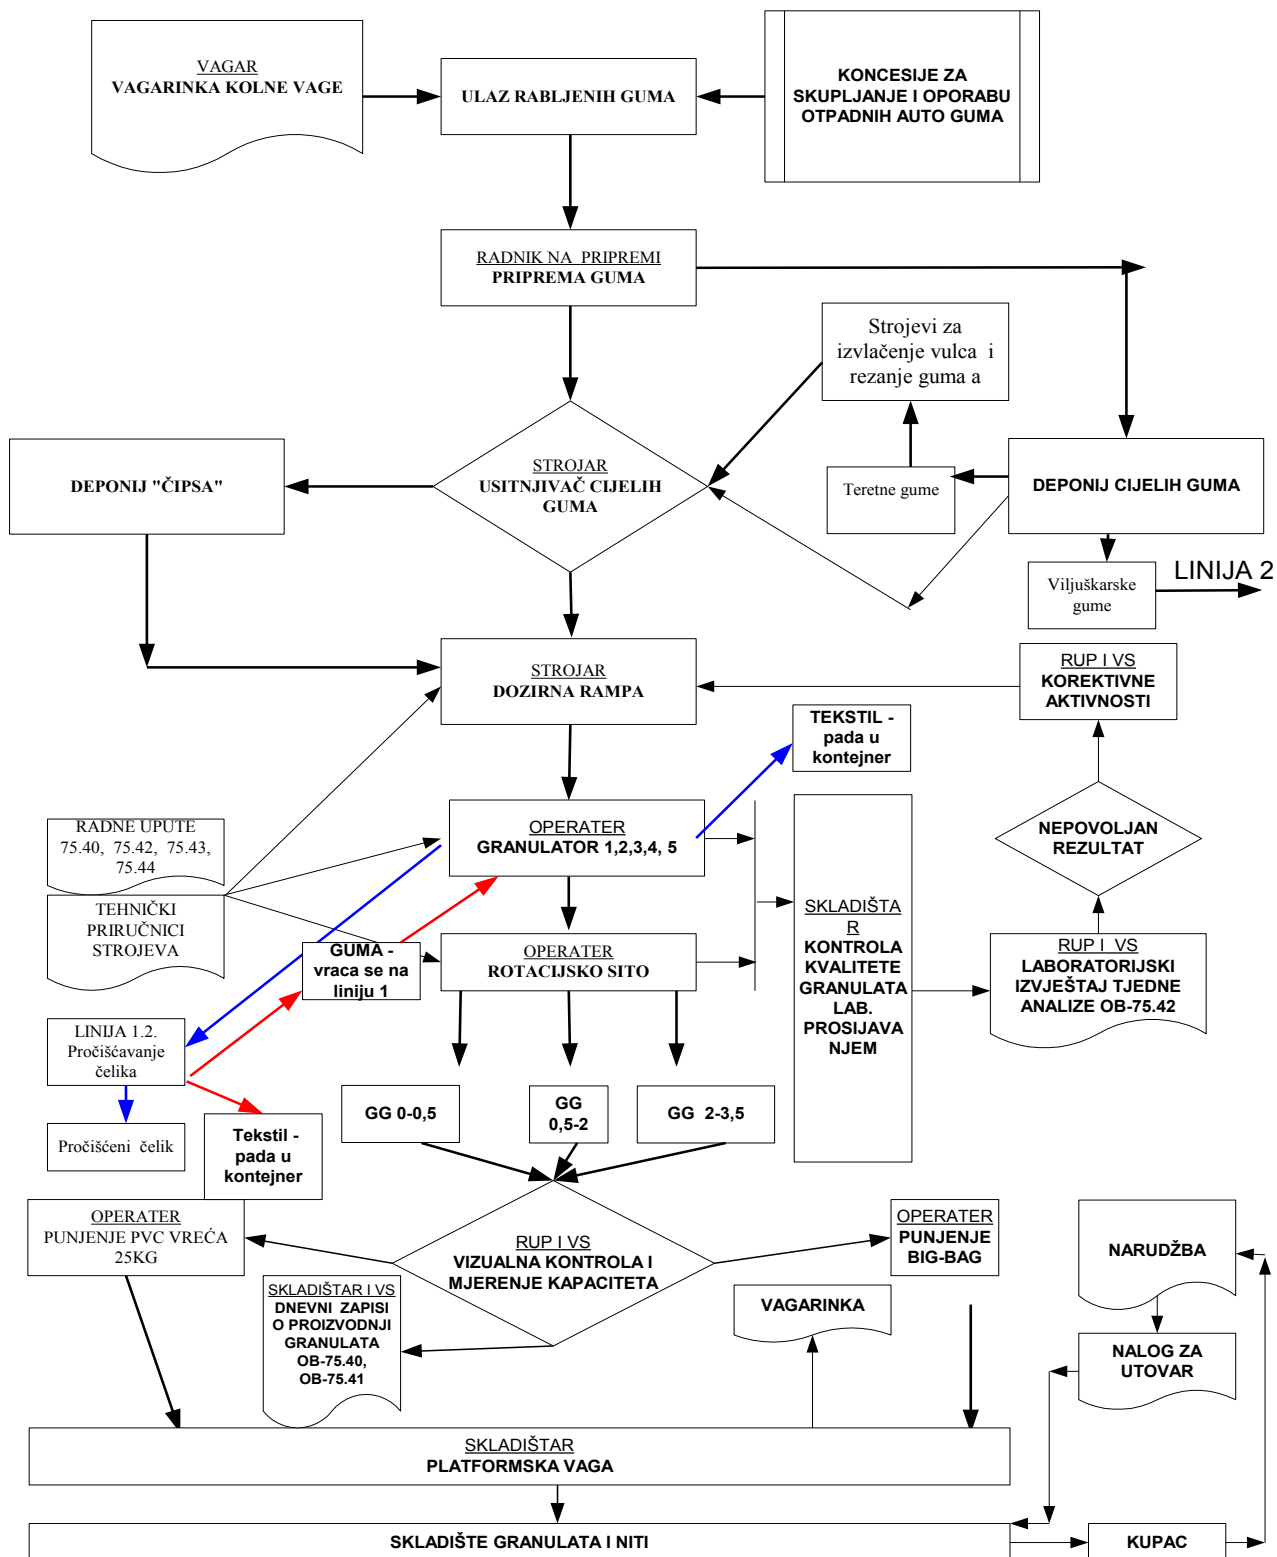 VAGAR
VAGARINKA KOLNE VAGE
ULAZ RABLJENIH GUMA
KONCESIJE ZA
SKUPLJANJE I OPORABU
OTPADNIH AUTO GUMA
RADNIK NA PRIPREMI
PRIPREMA GUMA
Strojevi za
izvlačenje vulca i
rezanje guma a
DEPONIJ "ČIPSA"
STROJAR
USITNJIVAČ CIJELIH
GUMA
Teretne gume
DEPONIJ CIJELIH GUMA
Viljuškarske
gume
LINIJA 2
STROJAR
DOZIRNA RAMPA
RUP I VS
KOREKTIVNE
AKTIVNOSTI
TEKSTIL -
pada u
kontejner
RADNE UPUTE
75.40, 75.42, 75.43,
75.44
OPERATER
GRANULATOR 1,2,3,4, 5
NEPOVOLJAN
REZULTAT
TEHNIČKI
PRIRUČNICI
STROJEVA
GUMA -
vraca se na
liniju 1
OPERATER
ROTACIJSKO SITO
SKLADIŠTA
R
KONTROLA
KVALITETE
GRANULATA
LAB.
PROSIJAVA
NJEM
RUP I VS
LABORATORIJSKI
IZVJEŠTAJ TJEDNE
ANALIZE OB-75.42
LINIJA 1.2.
Pročišćavanje
čelika
Pročišćeni čelik
Tekstil -
pada u
kontejner
GG 0-0,5
GG
0,5-2
GG 2-3,5
OPERATER
PUNJENJE PVC VREĆA
25KG
RUP I VS
VIZUALNA KONTROLA I
MJERENJE KAPACITETA
OPERATER
PUNJENJE
BIG-BAG
NARUDŽBA
SKLADIŠTAR I VS
DNEVNI ZAPISI
O PROIZVODNJI
GRANULATA
OB-75.40,
OB-75.41
VAGARINKA
NALOG ZA
UTOVAR
SKLADIŠTAR
PLATFORMSKA VAGA
SKLADIŠTE GRANULATA I NITI
KUPAC